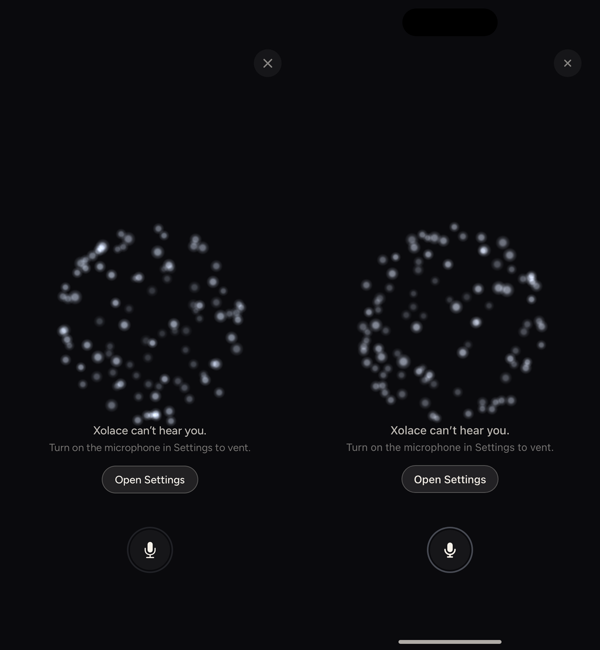 Xolace can't hear you.
Turn on the microphone in Settings to vent.
Open Settings
Xolace can't hear you.
Turn on the microphone in Settings to vent.
Open Settings